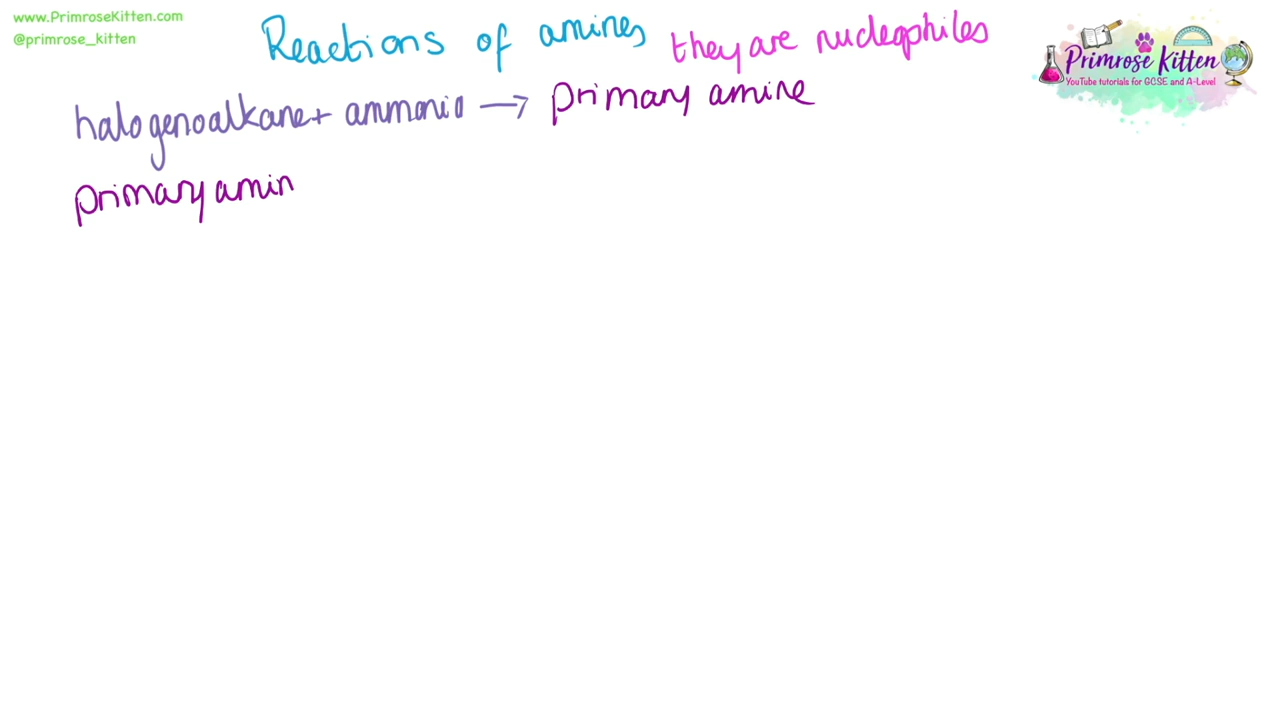 www.PrimroseKitten.com
@primrose_kitten
Reactions of amines they are nucleophiles
Primrose Kitten
YouTube tutorials for GCSE and A-Level
halogenoalkane + ammonia → primary amine
primary amin